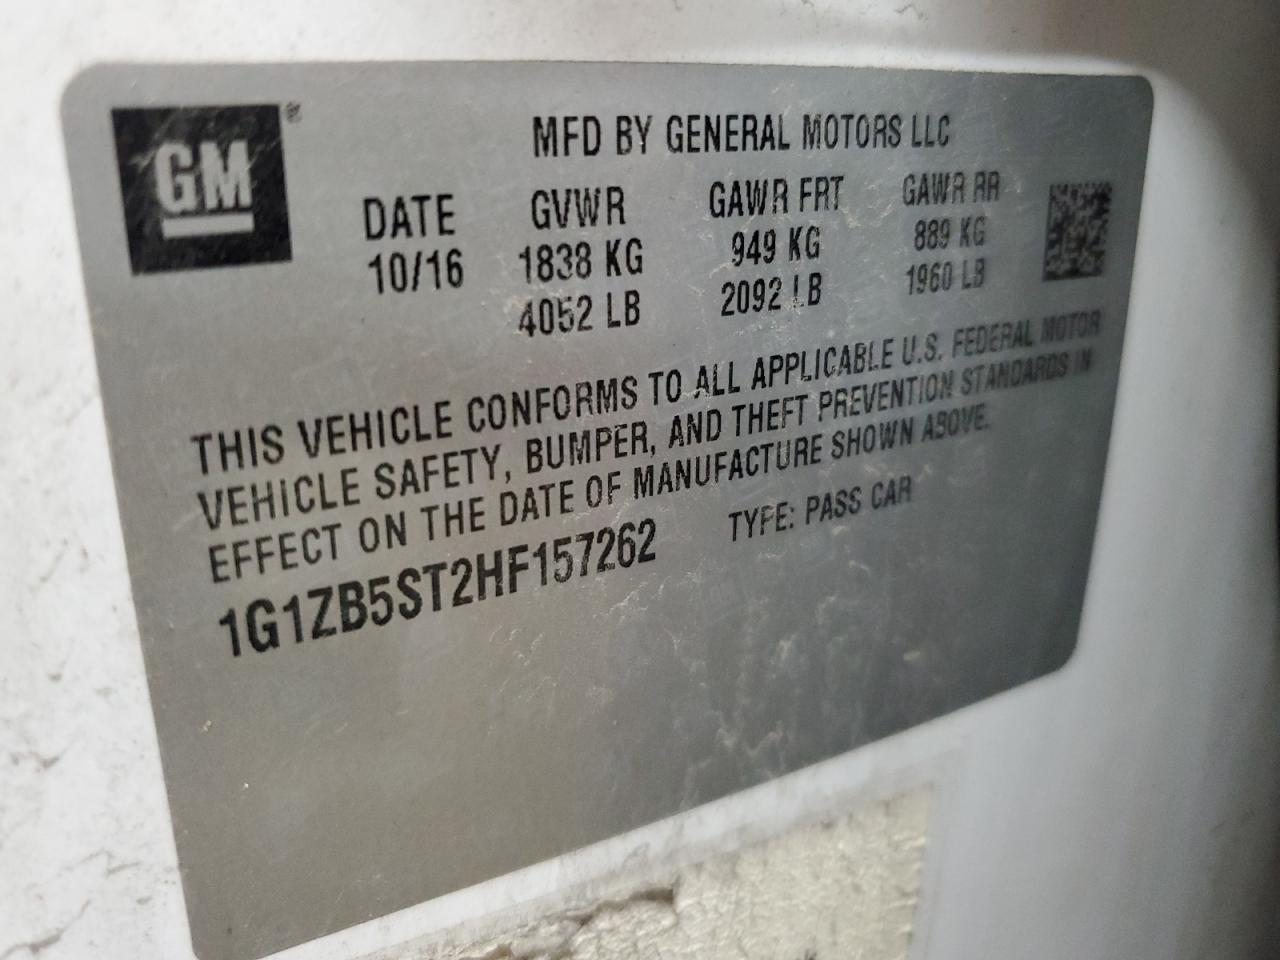 GM ®
MFD BY GENERAL MOTORS LLC
DATE GVWR GAWR FRT GAWR RR
10/16 1838 KG 949 KG 889 KG
4052 LB 2092 LB 1960 LB
THIS VEHICLE CONFORMS TO ALL APPLICABLE U.S. FEDERAL MOTOR
VEHICLE SAFETY, BUMPER, AND THEFT PREVENTION STANDARDS IN
EFFECT ON THE DATE OF MANUFACTURE SHOWN ABOVE.
1G1ZB5ST2HF157262 TYPE: PASS CAR